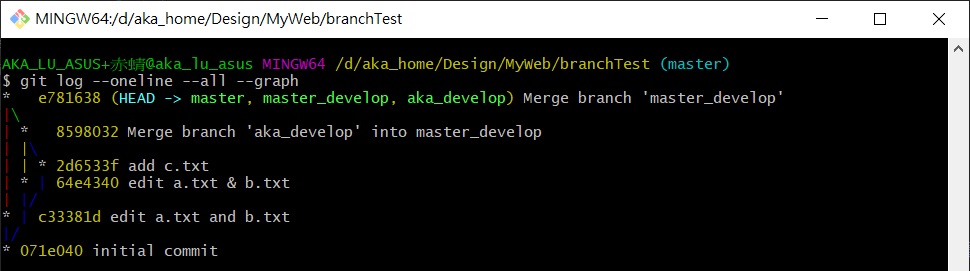 MINGW64:/d/aka_home/Design/MyWeb/branchTest
AKA_LU_ASUS+赤蜻@aka_lu_asus MINGW64 /d/aka_home/Design/MyWeb/branchTest (master)
$ git log --oneline --all --graph
*   e781638 (HEAD -> master, master_develop, aka_develop) Merge branch 'master_develop'
|\
| *   8598032 Merge branch 'aka_develop' into master_develop
| |\
| | * 2d6533f add c.txt
| * | 64e4340 edit a.txt & b.txt
| |/
* | c33381d edit a.txt and b.txt
|/
* 071e040 initial commit